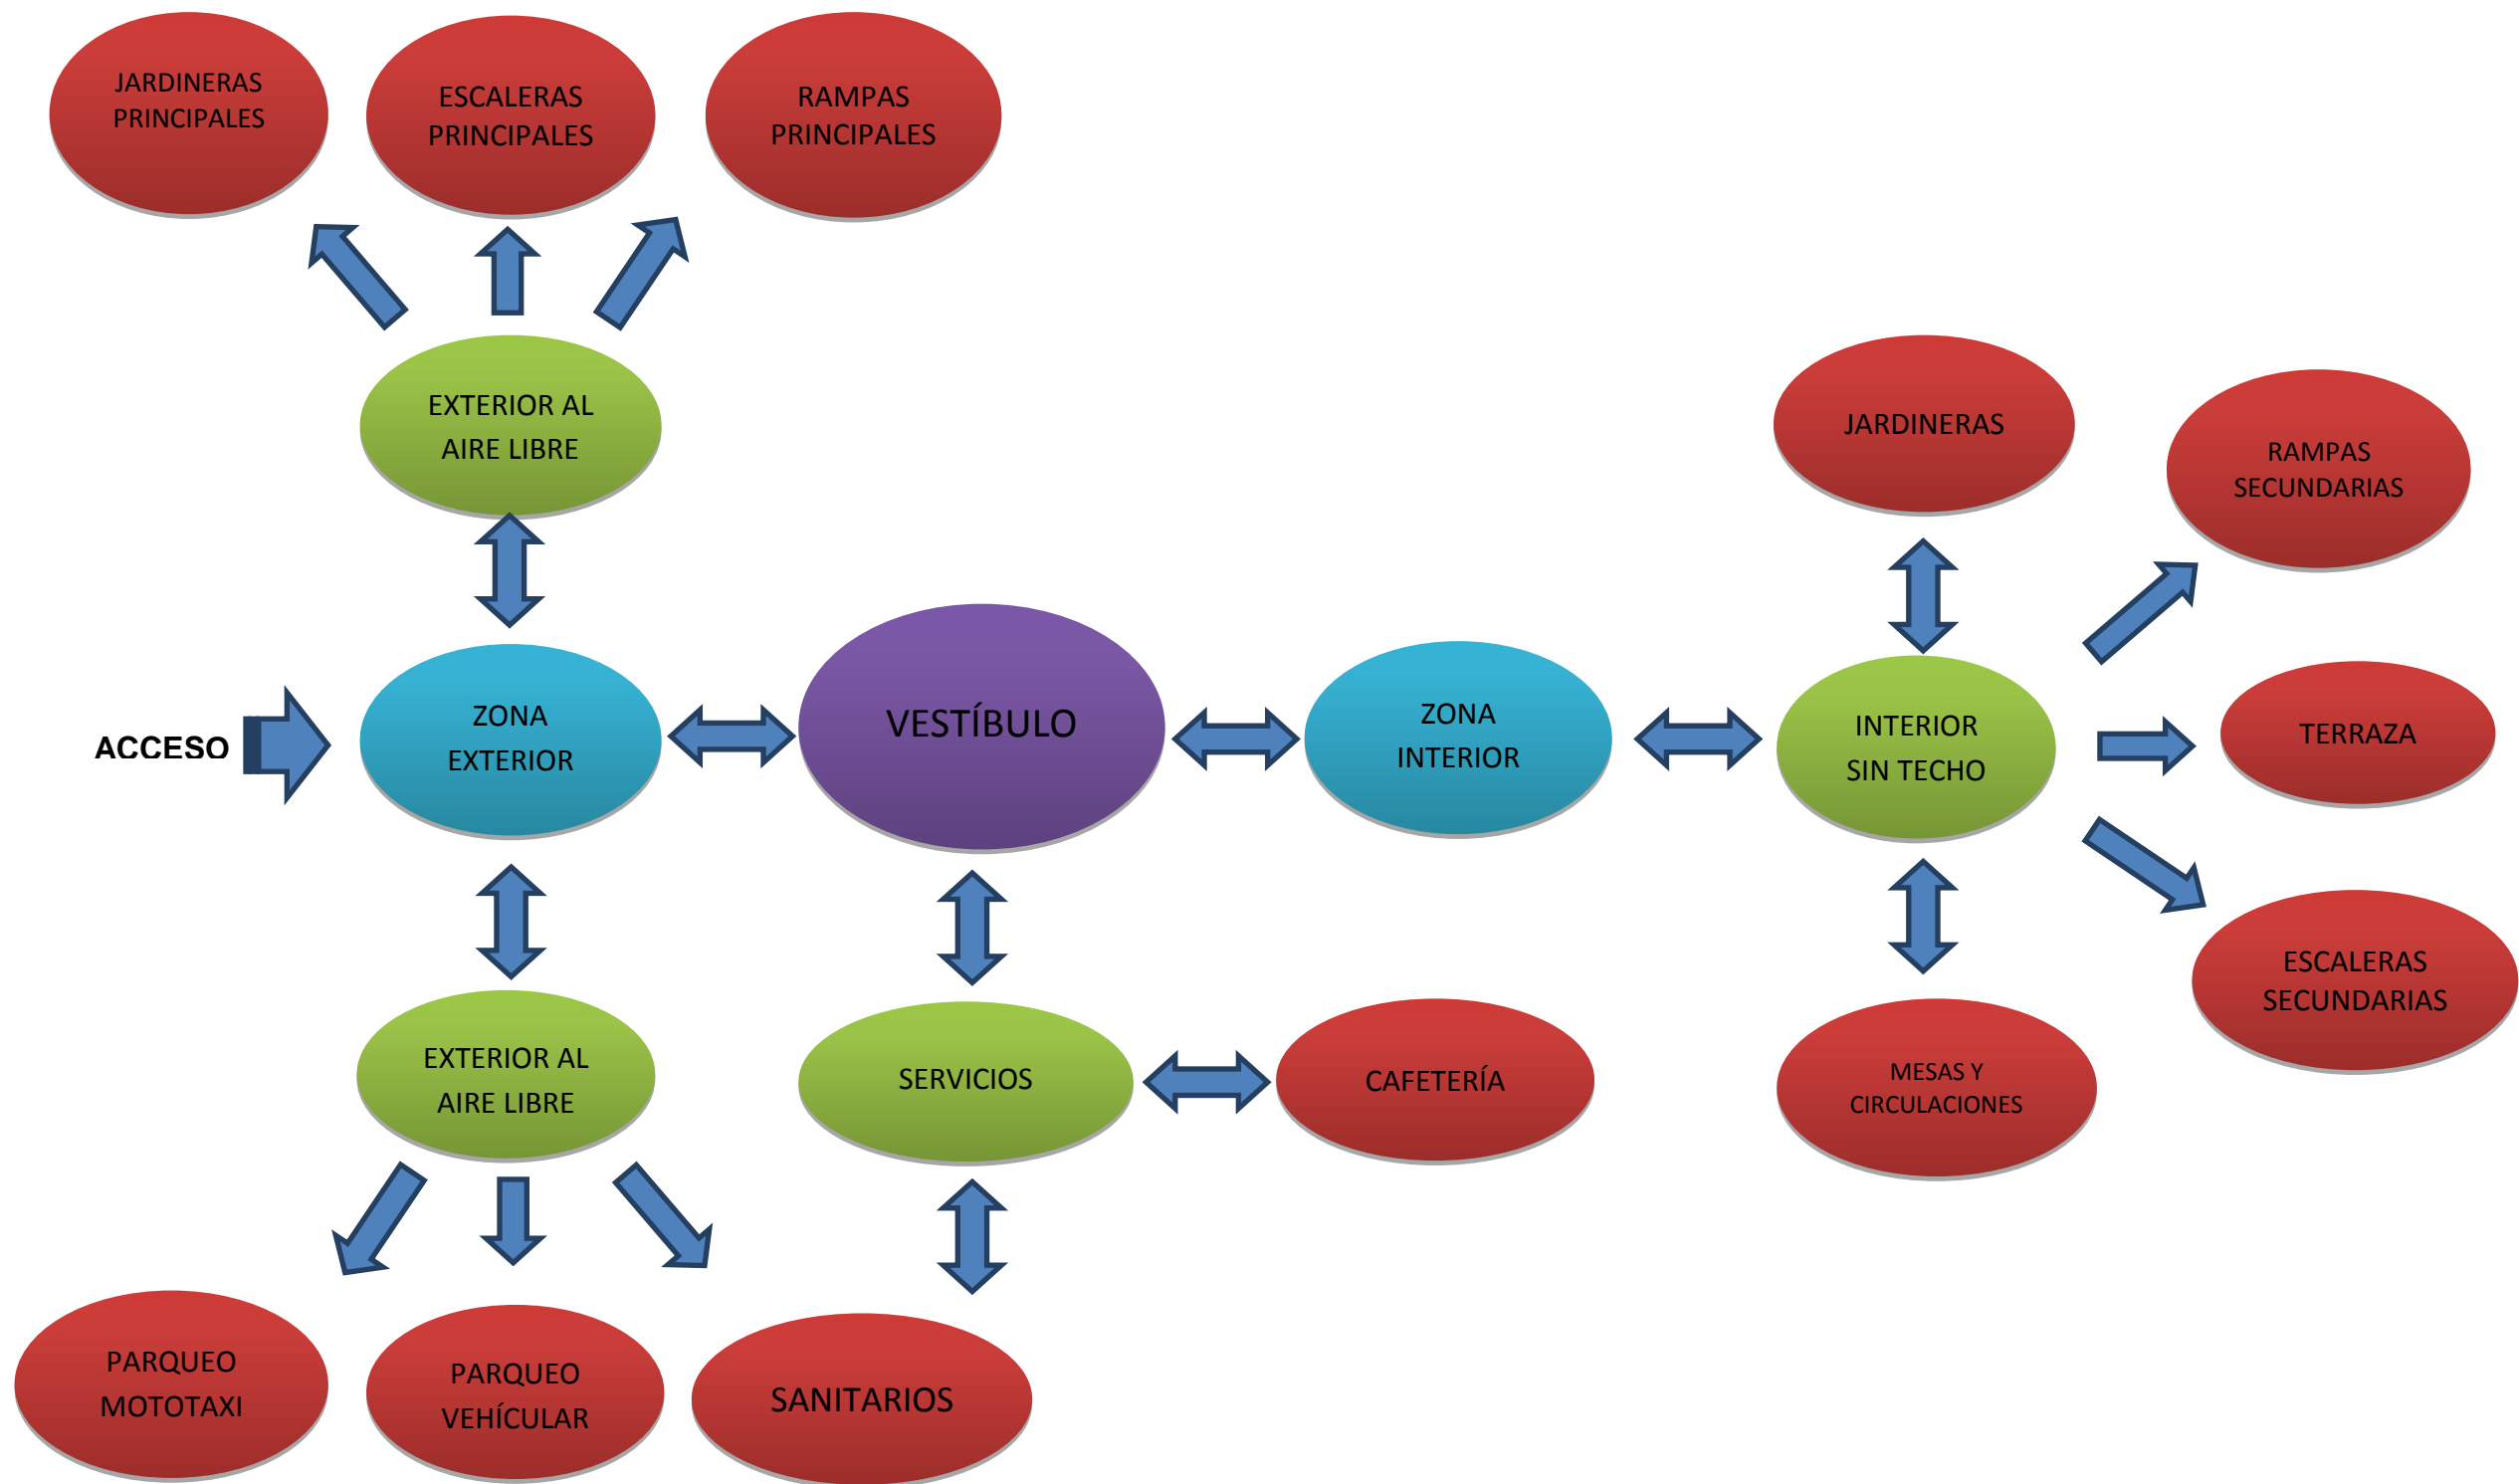 JARDINERAS
PRINCIPALES
ESCALERAS
PRINCIPALES
RAMPAS
PRINCIPALES
EXTERIOR AL
AIRE LIBRE
JARDINERAS
RAMPAS
SECUNDARIAS
ACCESO
ZONA
EXTERIOR
VESTÍBULO
ZONA
INTERIOR
INTERIOR
SIN TECHO
TERRAZA
ESCALERAS
SECUNDARIAS
EXTERIOR AL
AIRE LIBRE
SERVICIOS
CAFETERÍA
MESAS Y
CIRCULACIONES
PARQUEO
MOTOTAXI
PARQUEO
VEHÍCULAR
SANITARIOS